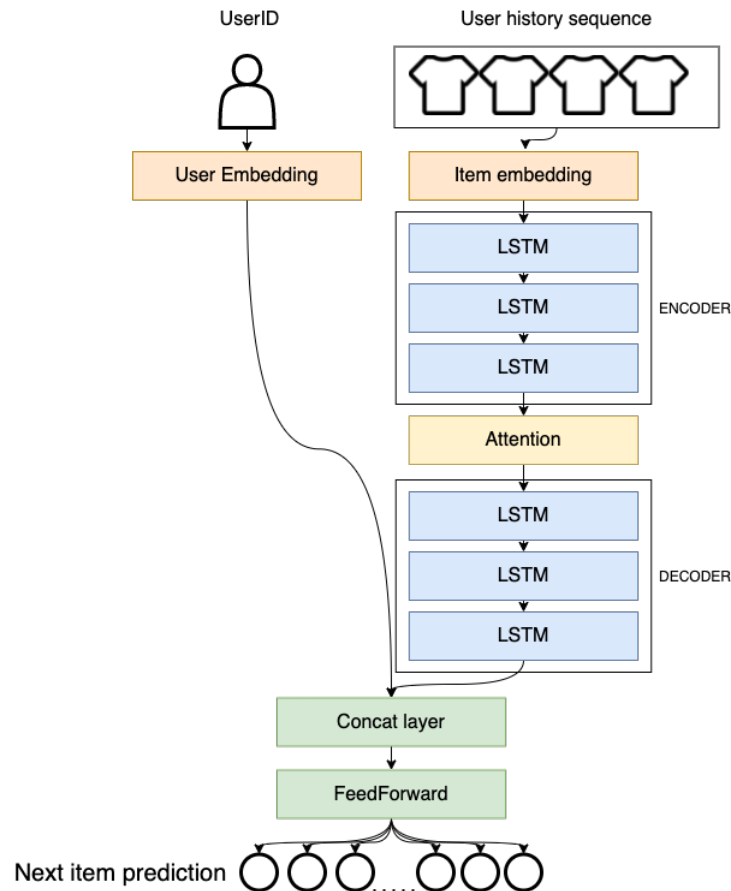 UserID
User history sequence
User Embedding
Item embedding
LSTM
LSTM
LSTM
ENCODER
Attention
LSTM
LSTM
LSTM
DECODER
Concat layer
FeedForward
Next item prediction
.....